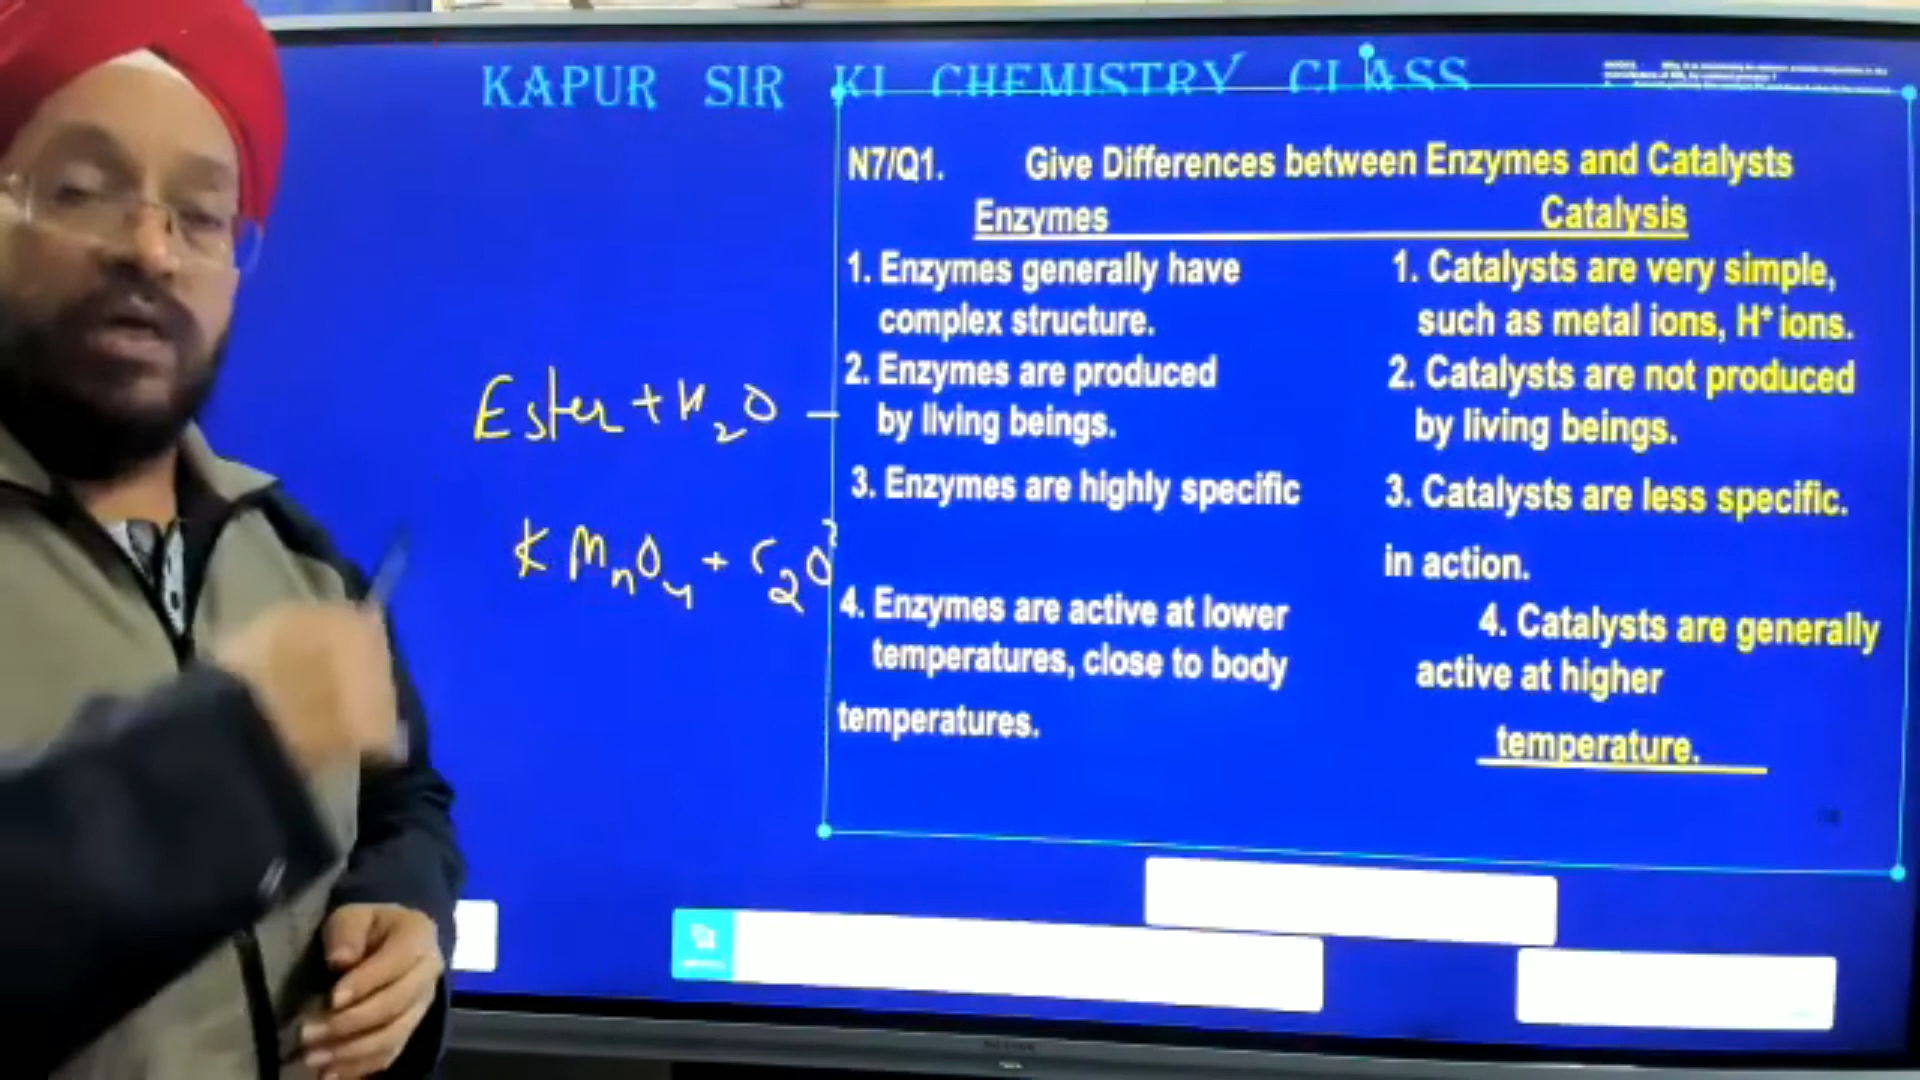 KAPUR SIR KI CHEMISTRY CLASS
N7/Q1. Give Differences between Enzymes and Catalysts
Enzymes Catalysis
1. Enzymes generally have
complex structure.
1. Catalysts are very simple,
such as metal ions, H⁺ ions.
2. Enzymes are produced
by living beings.
2. Catalysts are not produced
by living beings.
3. Enzymes are highly specific
3. Catalysts are less specific.
in action.
4. Enzymes are active at lower
temperatures, close to body
temperatures.
4. Catalysts are generally
active at higher
temperature.
Ester + H₂O –
KMnO₄ + C₂O